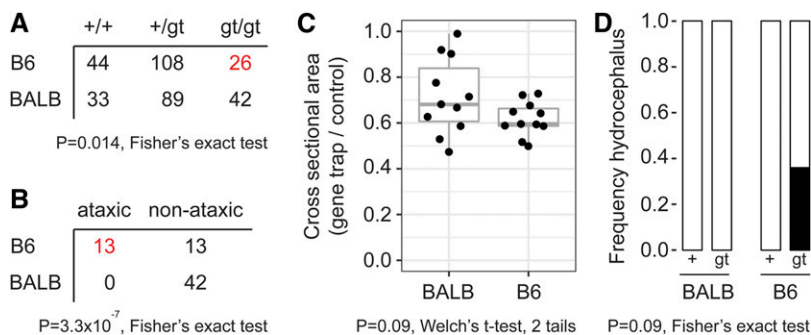 A
+/+ +/gt gt/gt
B6 44 108 26
BALB 33 89 42
P=0.014, Fisher's exact test
B
ataxic non-ataxic
B6 13 13
BALB 0 42
P=3.3x10⁻⁷, Fisher's exact test
C
Cross sectional area
(gene trap / control)
1.0
0.8
0.6
0.4
0.2
0.0
BALB B6
P=0.09, Welch's t-test, 2 tails
D
Frequency hydrocephalus
1.0
0.8
0.6
0.4
0.2
0.0
+ gt + gt
BALB B6
P=0.09, Fisher's exact test